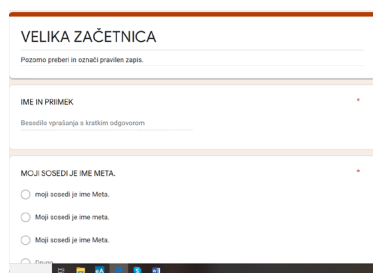 VELIKA ZAČETNICA
Pozorno preberi in označi pravilen zapis.
IME IN PRIIMEK *
Besedilo vprašanja s kratkim odgovorom
MOJI SOSEDI JE IME META. *
moji sosedi je ime Meta.
Moji sosedi je ime meta.
Moji sosedi je ime Meta.
Drugo